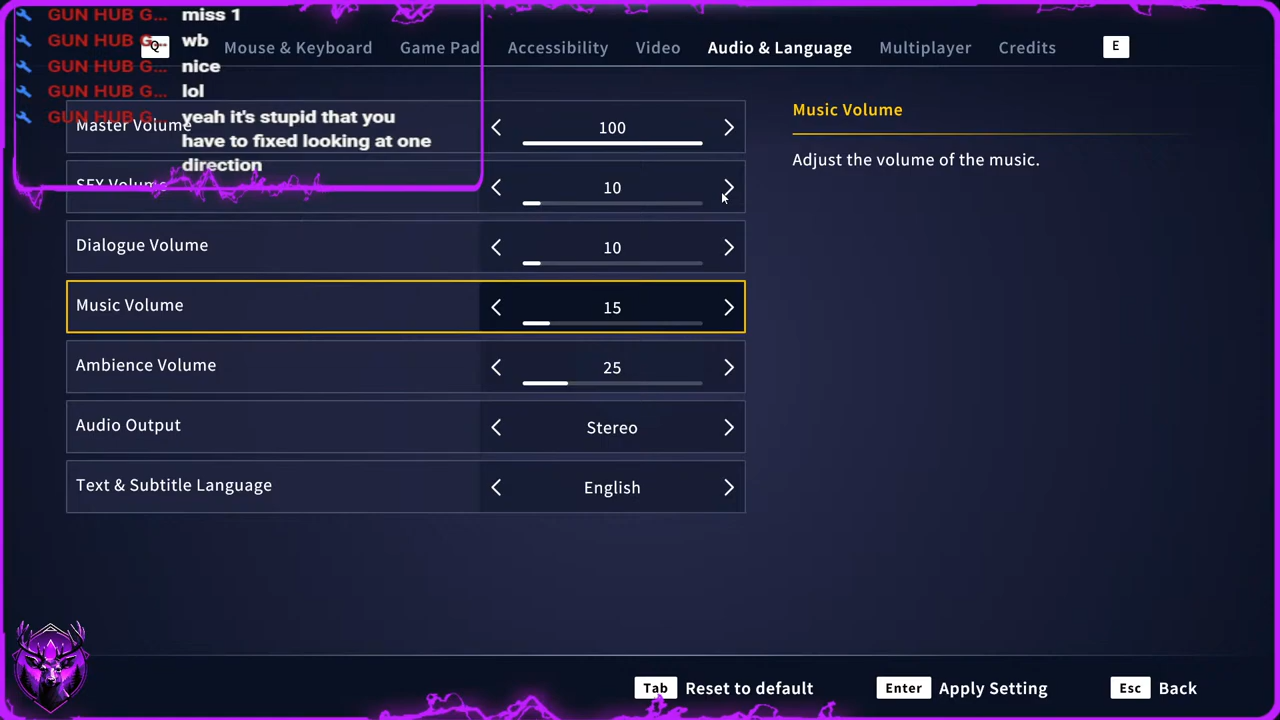 GUN HUB G... miss 1
GUN HUB G... wb
GUN HUB G... nice
GUN HUB G... lol
GUN HUB G... yeah it's stupid that you
have to fixed looking at one
direction
Q Mouse & Keyboard Game Pad Accessibility Video Audio & Language Multiplayer Credits E
Master Volume 100
SFX Volume 10
Dialogue Volume 10
Music Volume 15
Ambience Volume 25
Audio Output Stereo
Text & Subtitle Language English
Music Volume
Adjust the volume of the music.
Tab Reset to default Enter Apply Setting Esc Back